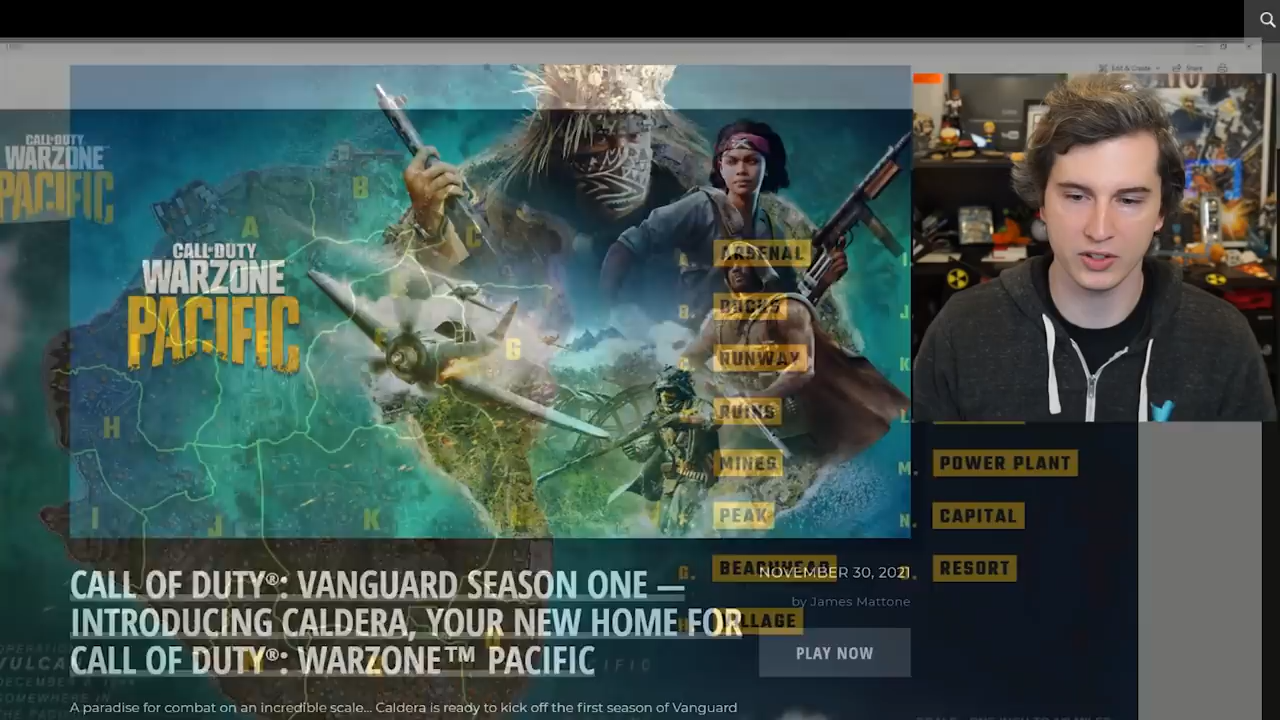 Edit & Create
Share
CALL OF DUTY
WARZONE
PACIFIC
CALL OF DUTY
WARZONE
PACIFIC
A
B
C
E
G
H
I
J
K
ARSENAL
DOCKS
RUNWAY
RUINS
MINES
PEAK
G. BEACHHEAD
VILLAGE
I.
J.
K.
L.
M. POWER PLANT
N. CAPITAL
RESORT
CALL OF DUTY®: VANGUARD SEASON ONE —
INTRODUCING CALDERA, YOUR NEW HOME FOR
CALL OF DUTY®: WARZONE™ PACIFIC
NOVEMBER 30, 2021
by James Mattone
PLAY NOW
A paradise for combat on an incredible scale... Caldera is ready to kick off the first season of Vanguard